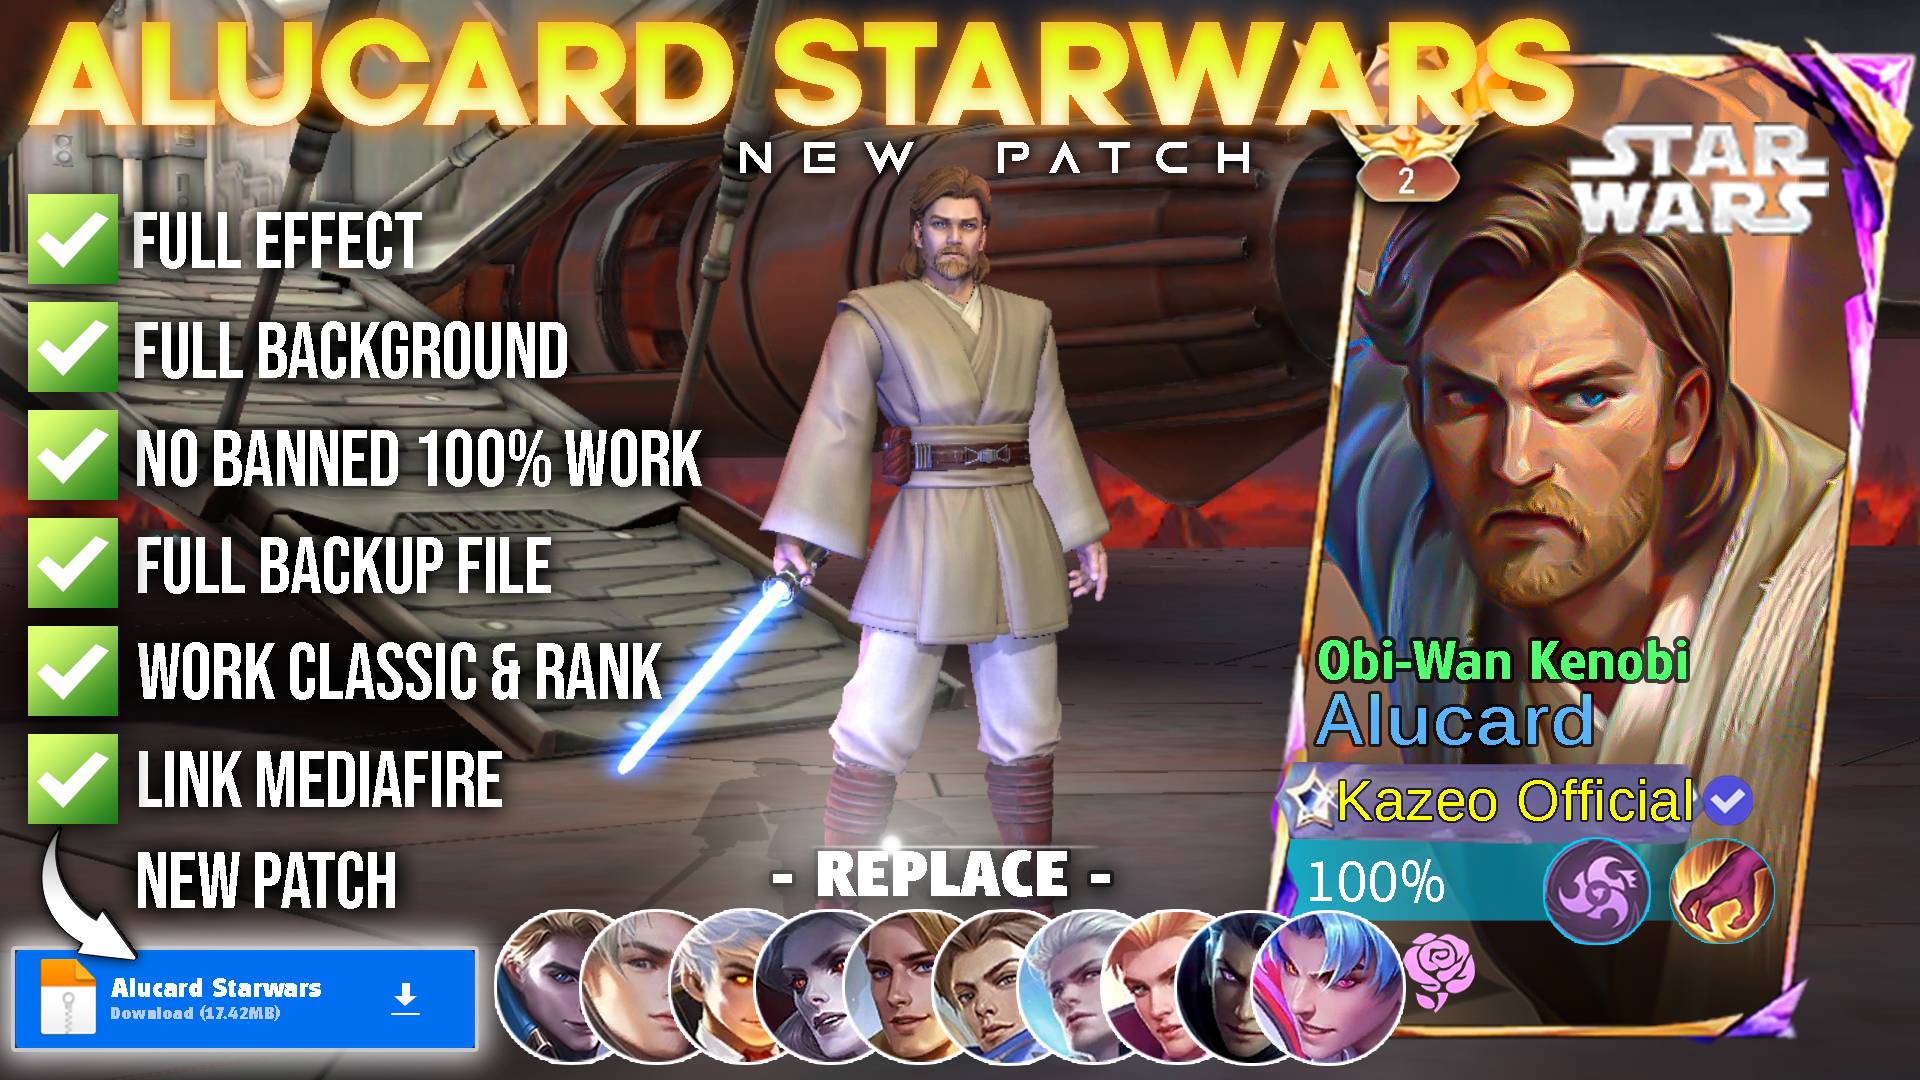 ALUCARD STARWARS
NEW PATCH
FULL EFFECT
FULL BACKGROUND
NO BANNED 100% WORK
FULL BACKUP FILE
WORK CLASSIC & RANK
LINK MEDIAFIRE
NEW PATCH
Alucard Starwars
Download (17.42MB)
- REPLACE -
2
STAR
WARS
Obi-Wan Kenobi
Alucard
Kazeo Official
100%